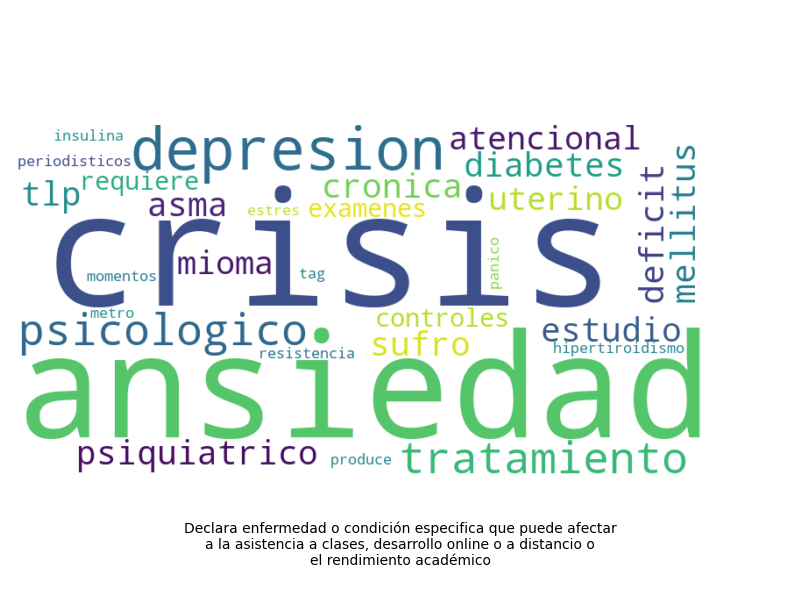 insulina
depresion
atencional
periodisticos
diabetes
requiere
cronica
tlp
asma
estres
examenes
uterino
deficit
mellitus
crisis
mioma
panico
momentos
tag
metro
psicologico
controles
estudio
sufro
resistencia
hipertiroidismo
ansiedad
psiquiatrico
produce
tratamiento
Declara enfermedad o condición especifica que puede afectar
a la asistencia a clases, desarrollo online o a distancio o
el rendimiento académico